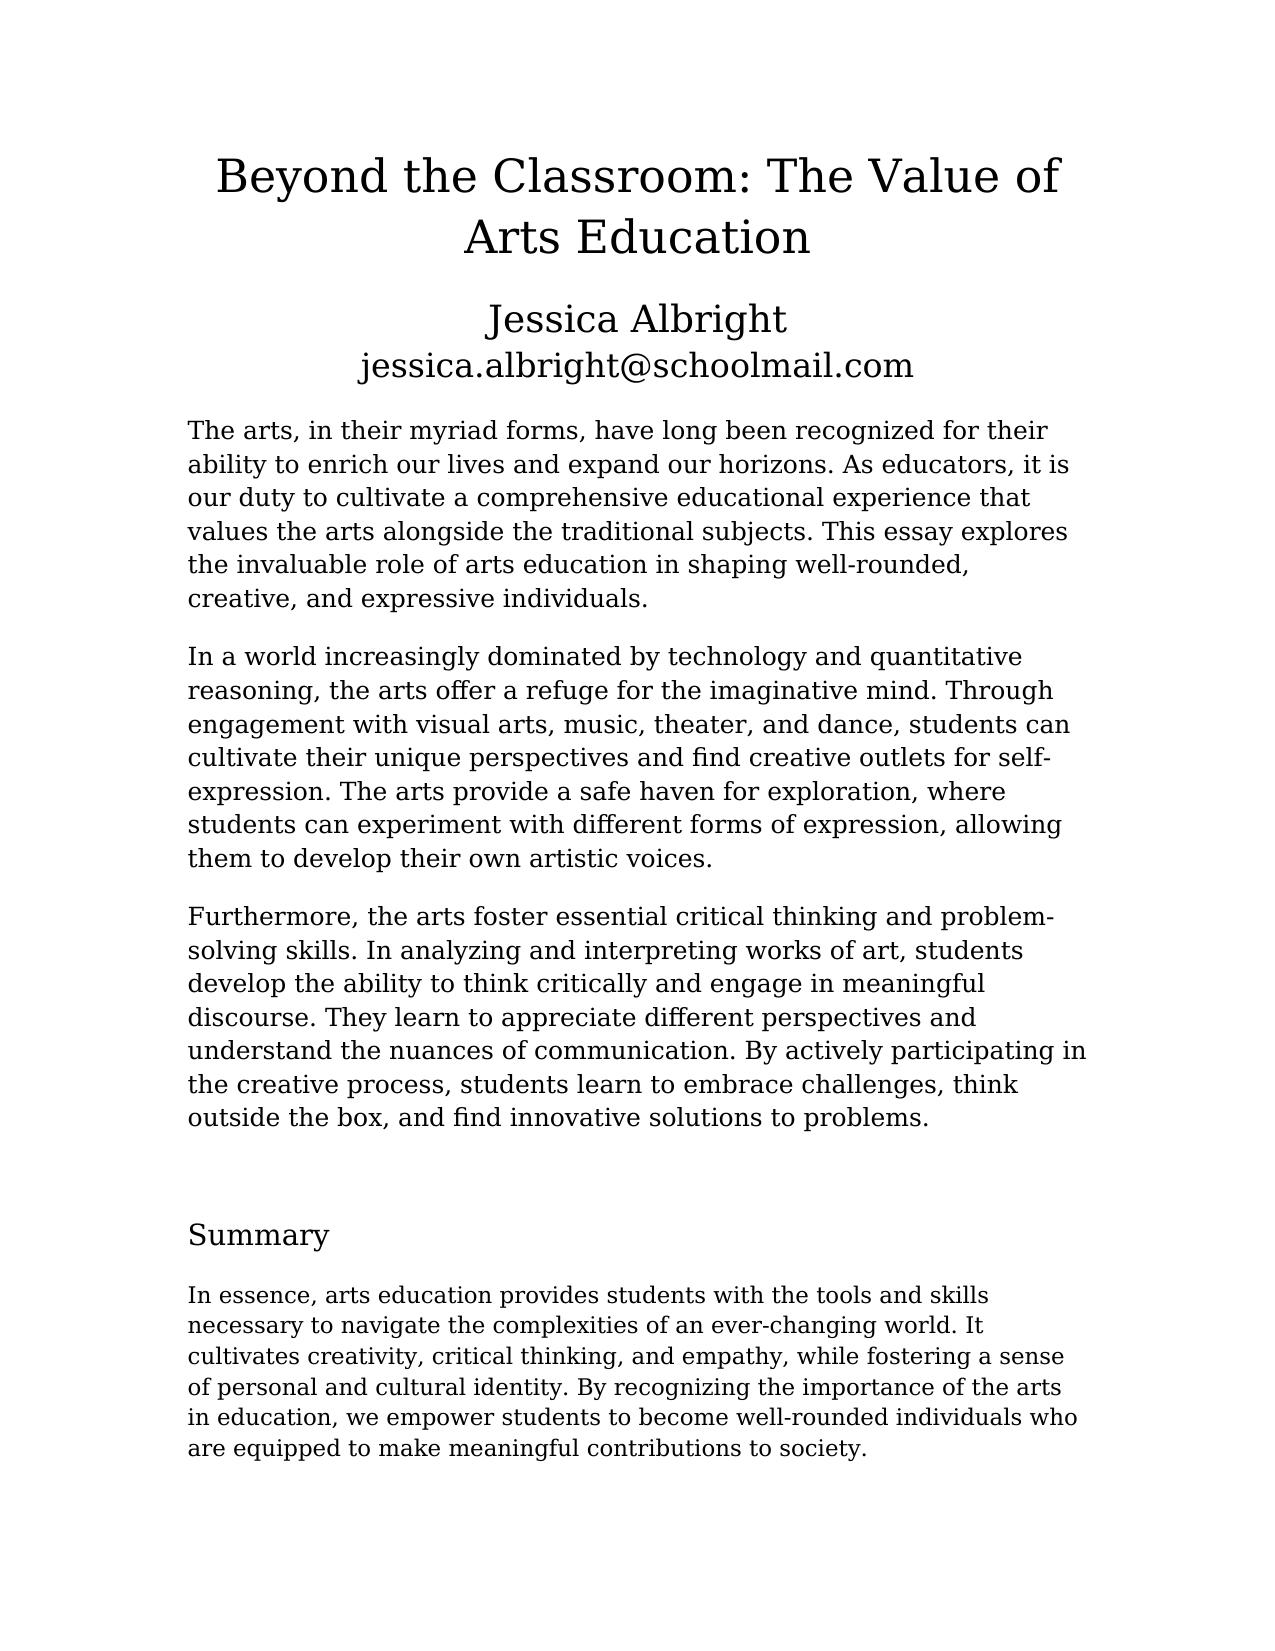 Beyond the Classroom: The Value of
Arts Education
Jessica Albright
jessica.albright@schoolmail.com
The arts, in their myriad forms, have long been recognized for their
ability to enrich our lives and expand our horizons. As educators, it is
our duty to cultivate a comprehensive educational experience that
values the arts alongside the traditional subjects. This essay explores
the invaluable role of arts education in shaping well-rounded,
creative, and expressive individuals.
In a world increasingly dominated by technology and quantitative
reasoning, the arts offer a refuge for the imaginative mind. Through
engagement with visual arts, music, theater, and dance, students can
cultivate their unique perspectives and find creative outlets for self-
expression. The arts provide a safe haven for exploration, where
students can experiment with different forms of expression, allowing
them to develop their own artistic voices.
Furthermore, the arts foster essential critical thinking and problem-
solving skills. In analyzing and interpreting works of art, students
develop the ability to think critically and engage in meaningful
discourse. They learn to appreciate different perspectives and
understand the nuances of communication. By actively participating in
the creative process, students learn to embrace challenges, think
outside the box, and find innovative solutions to problems.
Summary
In essence, arts education provides students with the tools and skills
necessary to navigate the complexities of an ever-changing world. It
cultivates creativity, critical thinking, and empathy, while fostering a sense
of personal and cultural identity. By recognizing the importance of the arts
in education, we empower students to become well-rounded individuals who
are equipped to make meaningful contributions to society.